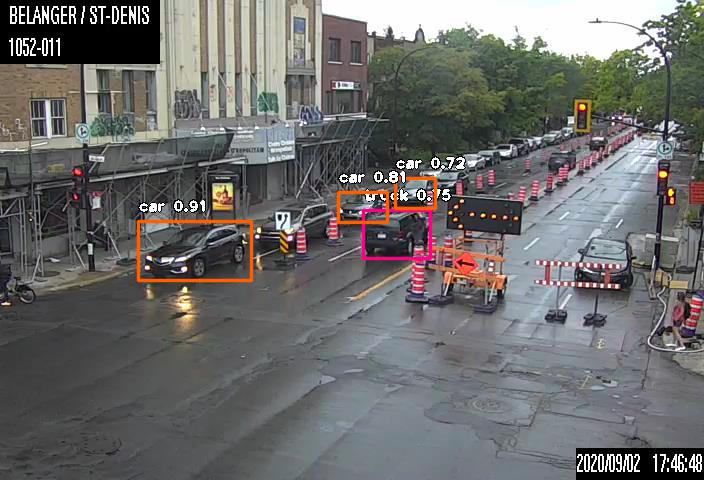 BELANGER / ST-DENIS
1052-011
car 0.72
car 0.81
truck 0.75
car 0.91
2020/09/02 17:46:48